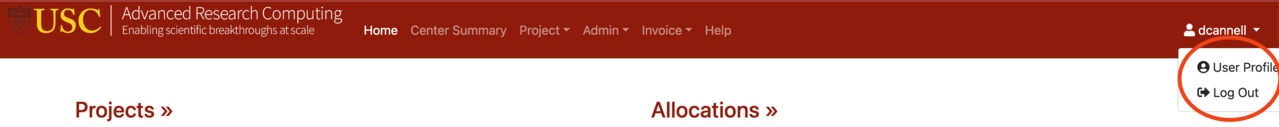 USC Advanced Research Computing
Enabling scientific breakthroughs at scale
Home Center Summary Project Admin Invoice Help
dcannell
User Profile
Log Out
Projects »
Allocations »